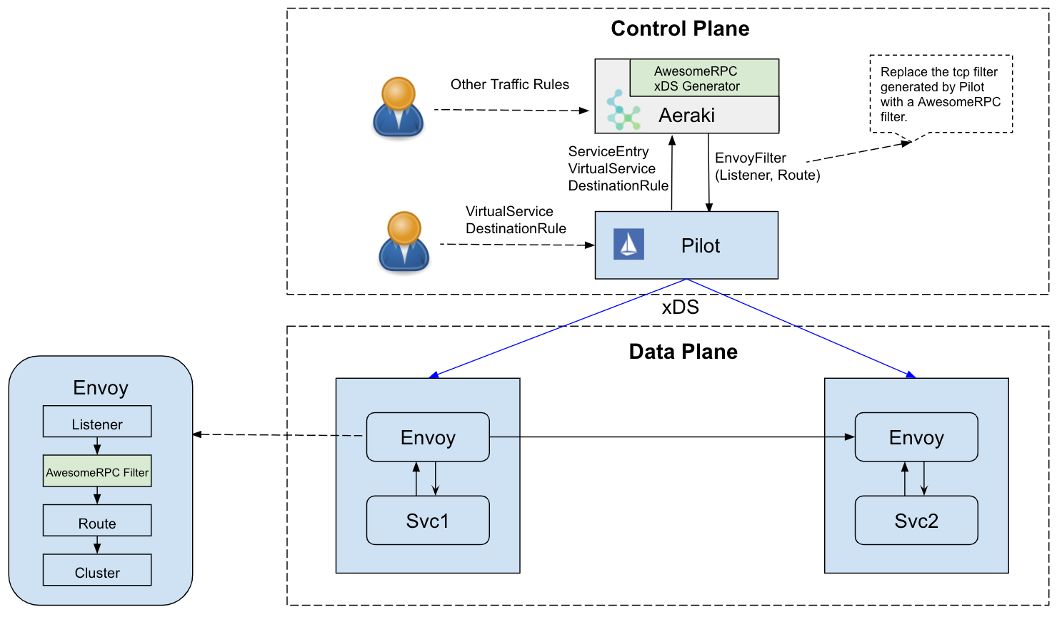 Control Plane
Other Traffic Rules
AwesomeRPC
xDS Generator
Aeraki
Replace the tcp filter
generated by Pilot
with a AwesomeRPC
filter.
ServiceEntry
VirtualService
DestinationRule
EnvoyFilter
(Listener, Route)
VirtualService
DestinationRule
Pilot
xDS
Data Plane
Envoy
Listener
AwesomeRPC Filter
Route
Cluster
Envoy
Svc1
Envoy
Svc2